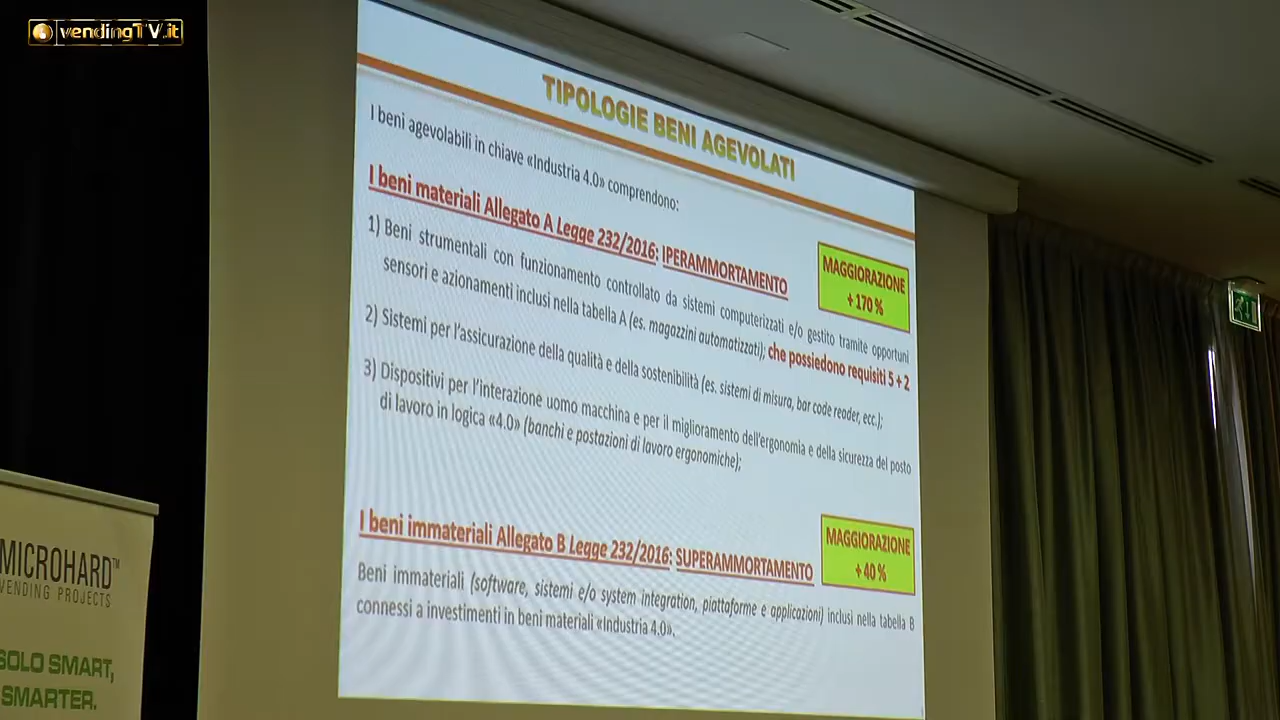 vendingTV.it
TIPOLOGIE BENI AGEVOLATI
I beni agevolabili in chiave «Industria 4.0» comprendono:
I beni materiali Allegato A Legge 232/2016: IPERAMMORTAMENTO
MAGGIORAZIONE
+ 170 %
1) Beni strumentali con funzionamento controllato da sistemi computerizzati e/o gestito tramite opportuni
sensori e azionamenti inclusi nella tabella A (es. magazzini automatizzati); che possiedono requisiti 5 + 2
2) Sistemi per l'assicurazione della qualità e della sostenibilità (es. sistemi di misura, bar code reader, ecc.);
3) Dispositivi per l'interazione uomo macchina e per il miglioramento dell'ergonomia e della sicurezza del posto
di lavoro in logica «4.0» (banchi e postazioni di lavoro ergonomiche);
I beni immateriali Allegato B Legge 232/2016: SUPERAMMORTAMENTO
MAGGIORAZIONE
+ 40 %
Beni immateriali (software, sistemi e/o system integration, piattaforme e applicazioni) inclusi nella tabella B
connessi a investimenti in beni materiali «Industria 4.0».
MICROHARD™
VENDING PROJECTS
SOLO SMART,
SMARTER.